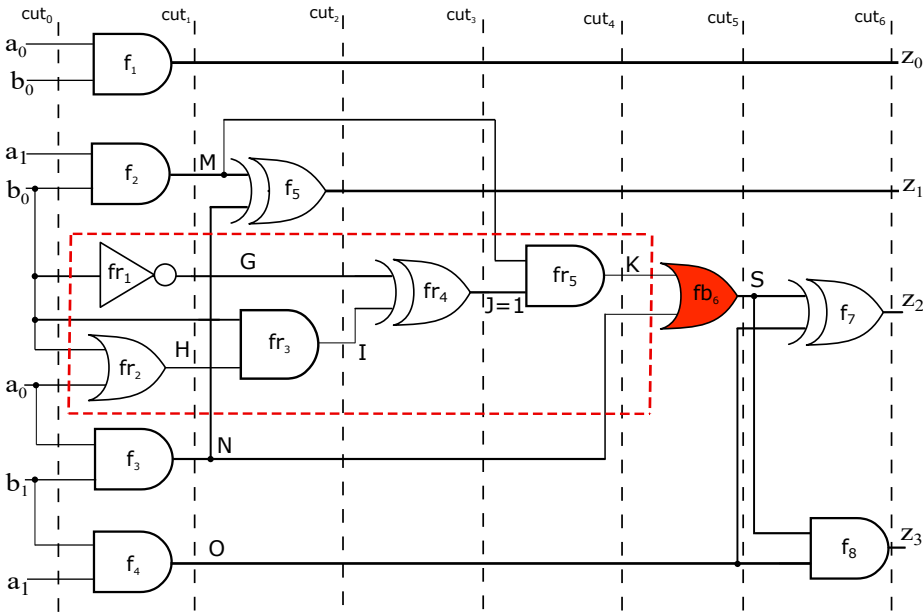 cut₀ cut₁ cut₂ cut₃ cut₄ cut₅ cut₆
a₀
b₀
f₁
z₀
a₁
b₀
f₂
M
f₅
z₁
fr₁
G
fr₄
J=1
fr₅
K
fb₆
S
f₇
z₂
fr₂
H
fr₃
I
a₀
b₁
f₃
N
f₄
O
a₁
f₈
z₃